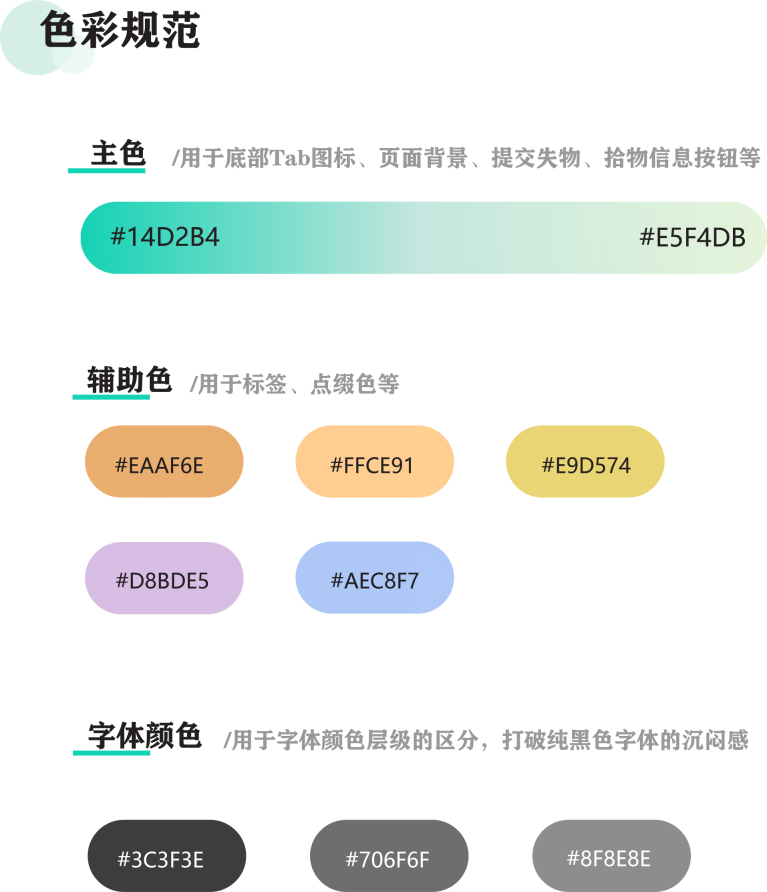 色彩规范
主色 /用于底部Tab图标、页面背景、提交失物、拾物信息按钮等
#14D2B4 #E5F4DB
辅助色 /用于标签、点缀色等
#EAAF6E #FFCE91 #E9D574
#D8BDE5 #AEC8F7
字体颜色 /用于字体颜色层级的区分，打破纯黑色字体的沉闷感
#3C3F3E #706F6F #8F8E8E